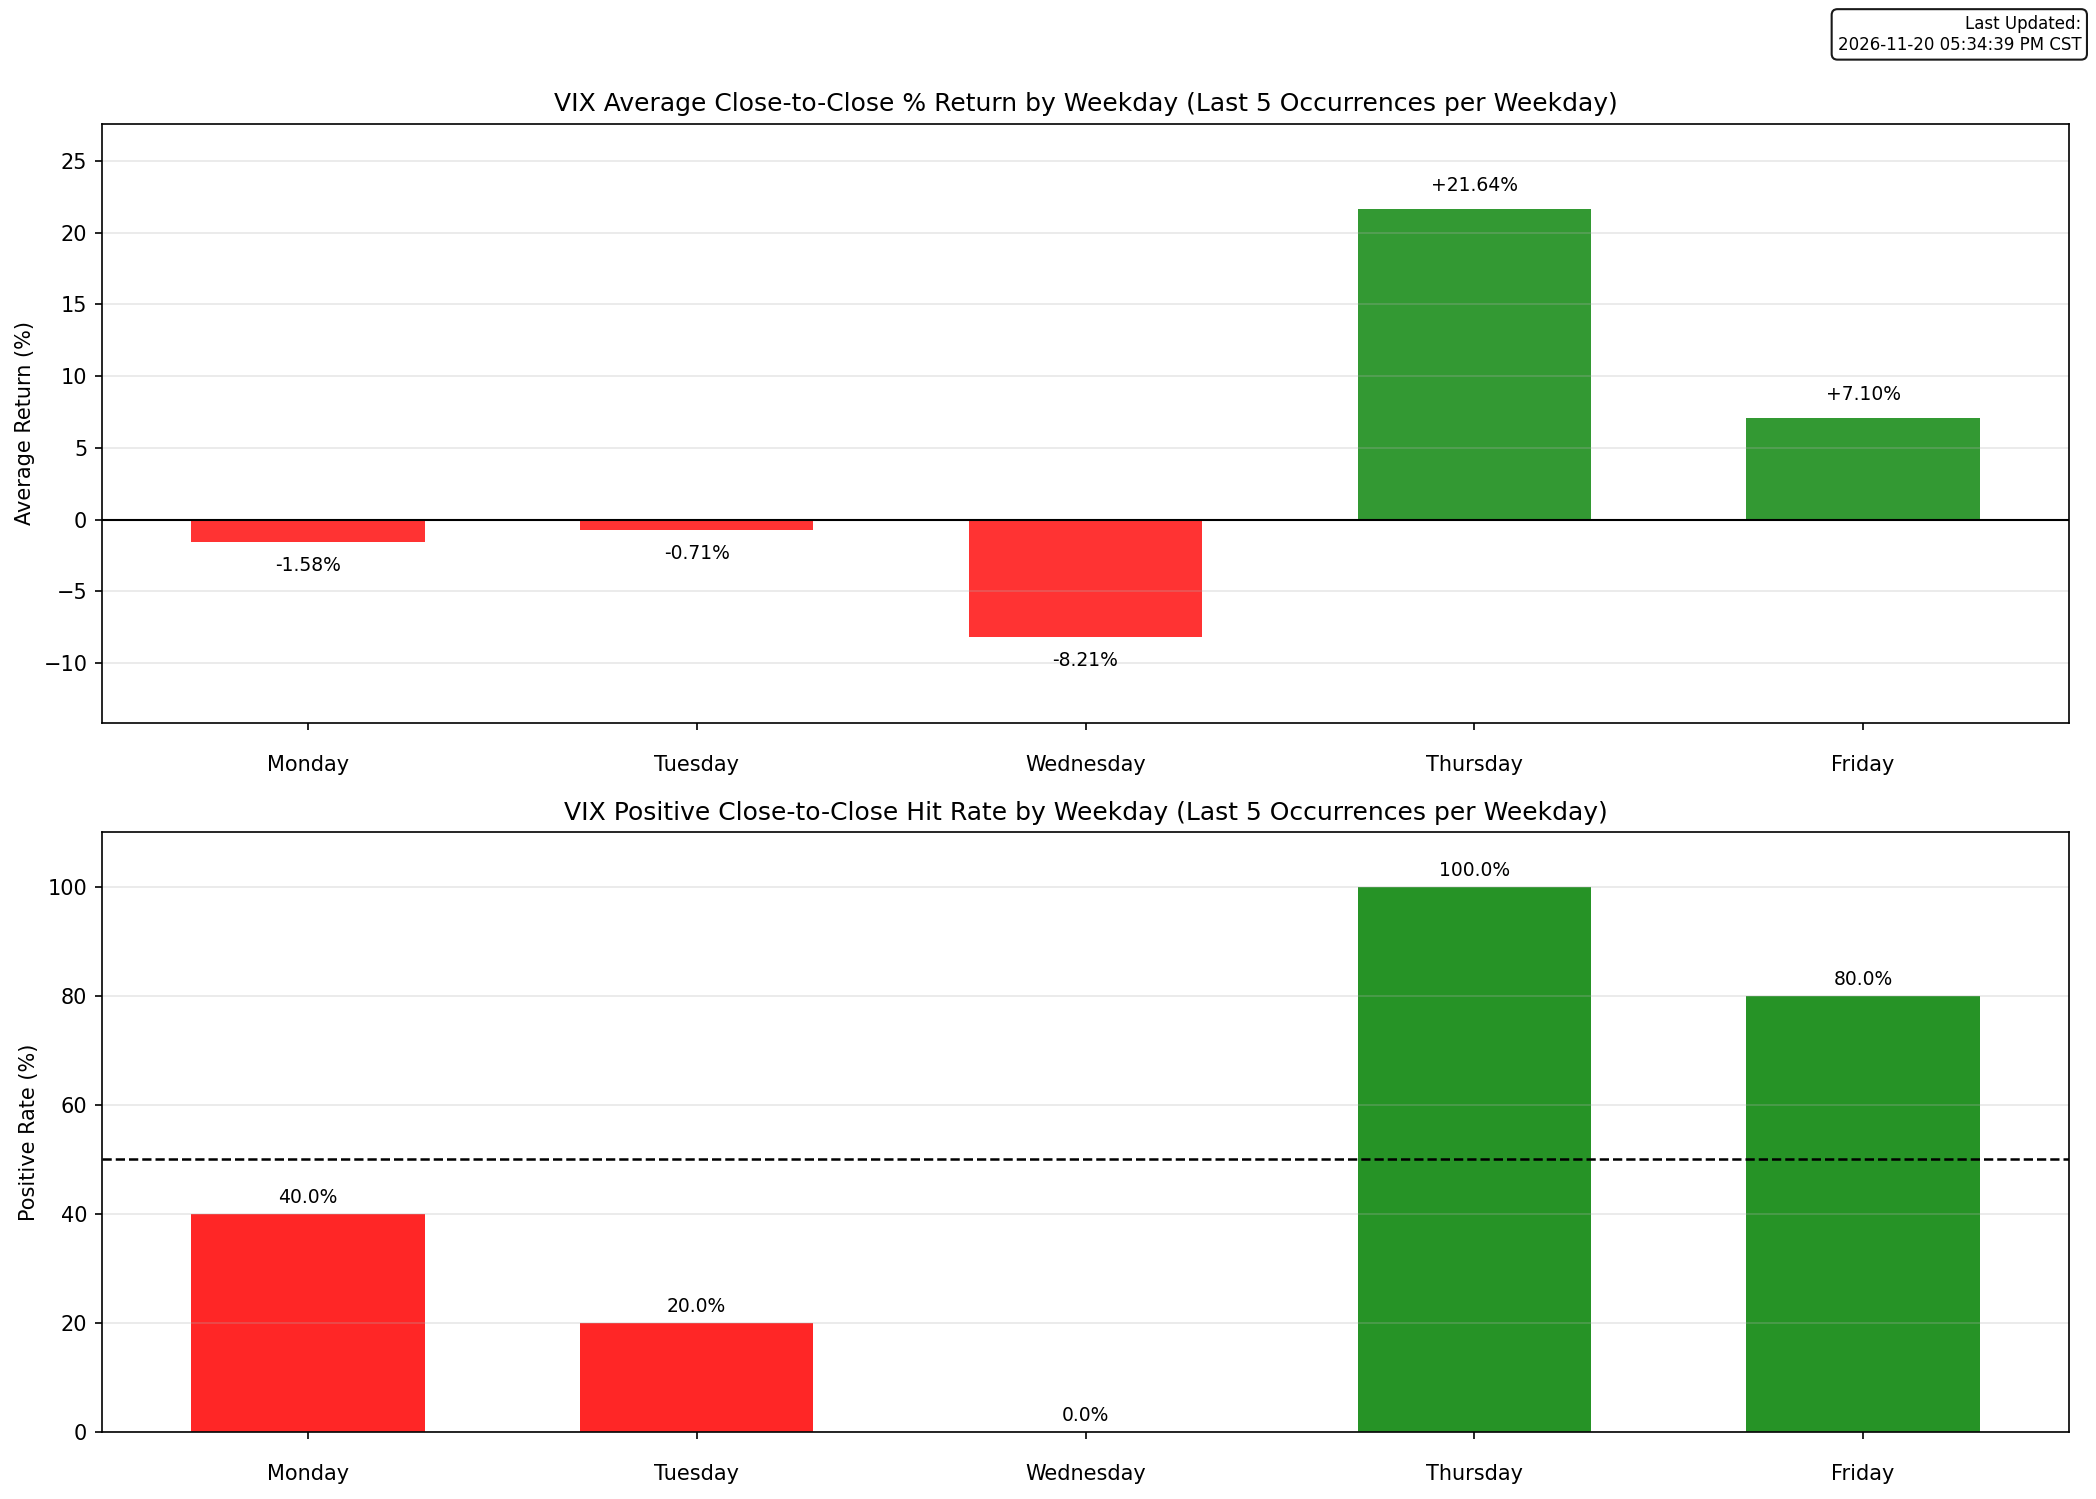 Last Updated:
2026-11-20 05:34:39 PM CST
VIX Average Close-to-Close % Return by Weekday (Last 5 Occurrences per Weekday)
Average Return (%)
25
20
15
10
5
0
−5
−10
-1.58%
-0.71%
-8.21%
+21.64%
+7.10%
Monday
Tuesday
Wednesday
Thursday
Friday
VIX Positive Close-to-Close Hit Rate by Weekday (Last 5 Occurrences per Weekday)
Positive Rate (%)
100
80
60
40
20
0
40.0%
20.0%
0.0%
100.0%
80.0%
Monday
Tuesday
Wednesday
Thursday
Friday